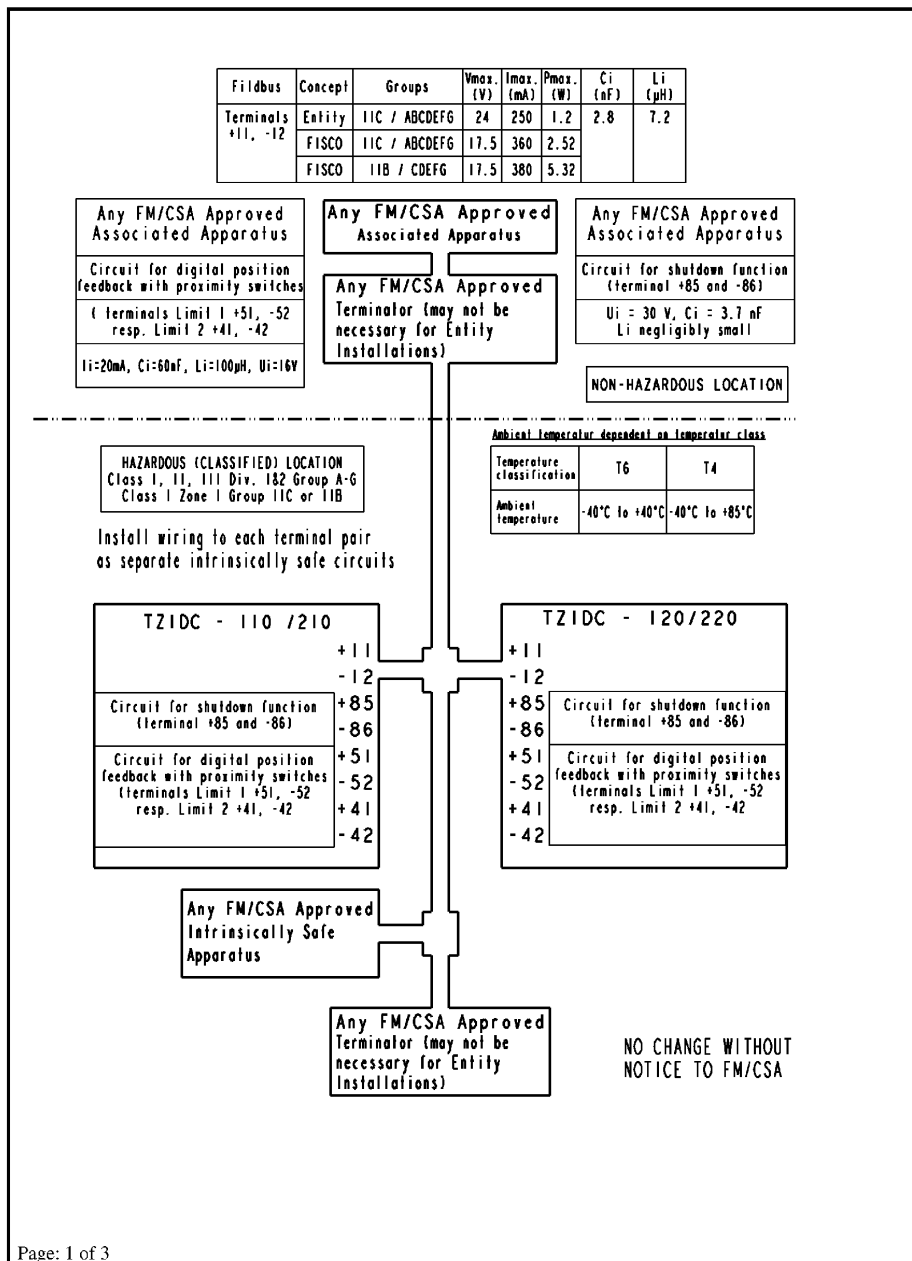 Fildbus Concept Groups Vmax. (V) Imax. (mA) Pmax. (W) Ci (nF) Li (µH)
Terminals +11, -12 Entity IIC / ABCDEFG 24 250 1.2 2.8 7.2
FISCO IIC / ABCDEFG 17.5 360 2.52
FISCO IIB / CDEFG 17.5 380 5.32
Any FM/CSA Approved
Associated Apparatus
Circuit for digital position
feedback with proximity switches
( terminals Limit 1 +51, -52
resp. Limit 2 +41, -42
Ii=20mA, Ci=60nF, Li=100µH, Ui=16V
Any FM/CSA Approved
Associated Apparatus
Any FM/CSA Approved
Terminator (may not be
necessary for Entity
Installations)
Any FM/CSA Approved
Associated Apparatus
Circuit for shutdown function
(terminal +85 and -86)
Ui = 30 V, Ci = 3.7 nF
Li negligibly small
NON-HAZARDOUS LOCATION
HAZARDOUS (CLASSIFIED) LOCATION
Class I, II, III Div. 1&2 Group A-G
Class I Zone 1 Group IIC or IIB
Install wiring to each terminal pair
as separate intrinsically safe circuits
Ambient temperatur dependent on temperatur class
Temperature classification T6 T4
Ambient temperature -40°C to +40°C -40°C to +85°C
TZIDC - 110 /210
+11
-12
+85
-86
+51
-52
+41
-42
Circuit for shutdown function
(terminal +85 and -86)
Circuit for digital position
feedback with proximity switches
(terminals Limit 1 +51, -52
resp. Limit 2 +41, -42
TZIDC - 120/220
+11
-12
+85
-86
+51
-52
+41
-42
Circuit for shutdown function
(terminal +85 and -86)
Circuit for digital position
feedback with proximity switches
(terminals Limit 1 +51, -52
resp. Limit 2 +41, -42
Any FM/CSA Approved
Intrinsically Safe
Apparatus
Any FM/CSA Approved
Terminator (may not be
necessary for Entity
Installations)
NO CHANGE WITHOUT
NOTICE TO FM/CSA
Page: 1 of 3